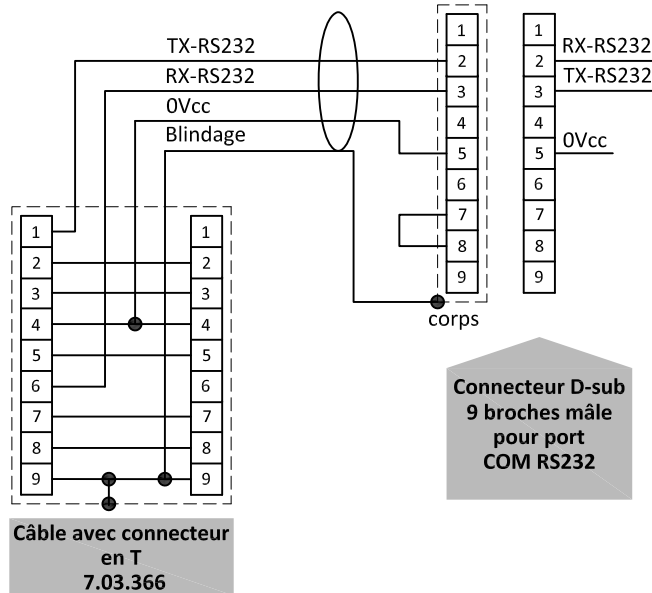 TX-RS232
RX-RS232
0Vcc
Blindage
1
2
3
4
5
6
7
8
9
corps
1
2
3
4
5
6
7
8
9
RX-RS232
TX-RS232
0Vcc
1
2
3
4
5
6
7
8
9
1
2
3
4
5
6
7
8
9
Connecteur D-sub
9 broches mâle
pour port
COM RS232
Câble avec connecteur
en T
7.03.366